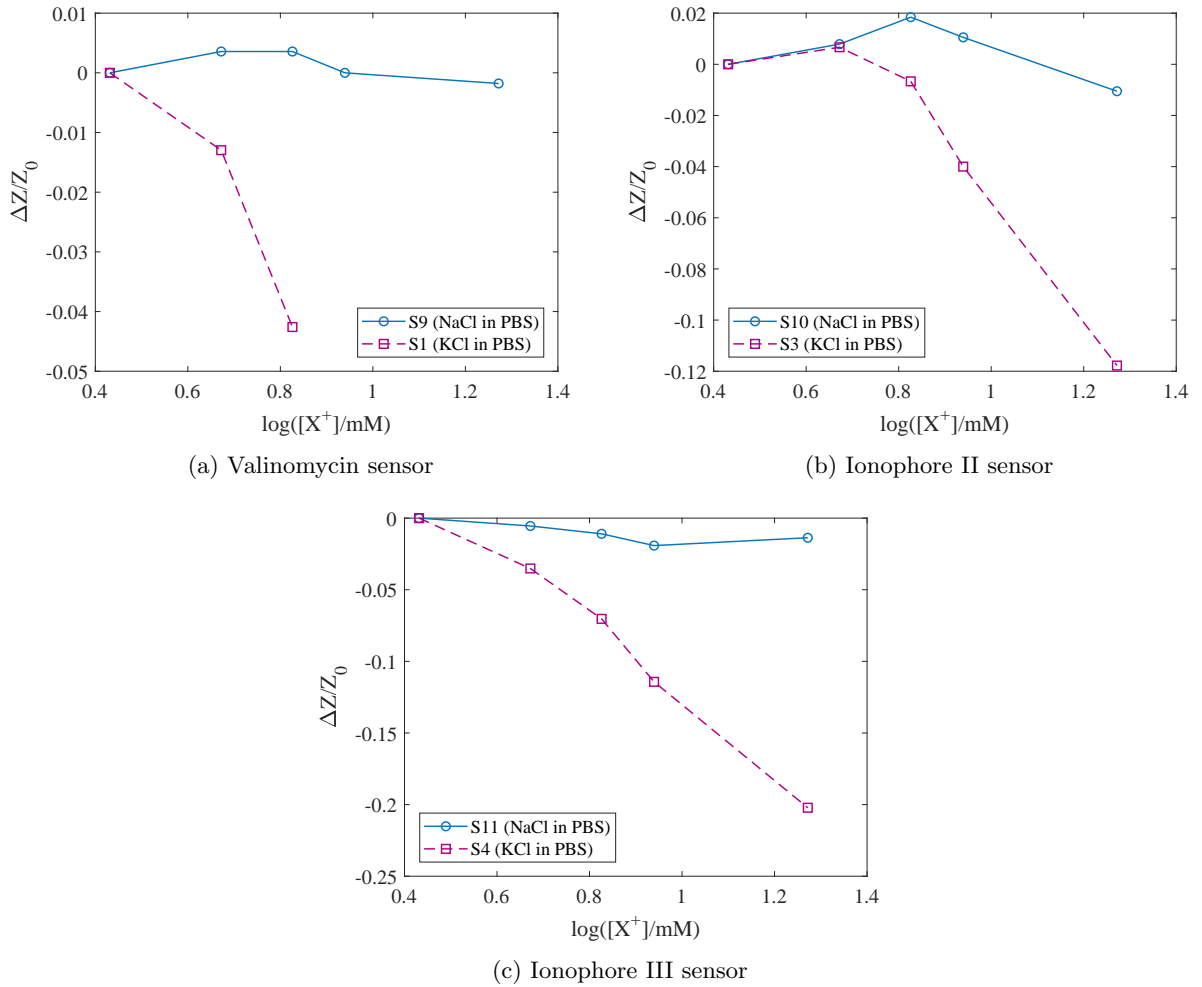 0.01
0
-0.01
-0.02
-0.03
-0.04
-0.05
ΔZ/Z₀
0.4 0.6 0.8 1 1.2 1.4
log([X⁺]/mM)
S9 (NaCl in PBS)
S1 (KCl in PBS)
(a) Valinomycin sensor
0.02
0
-0.02
-0.04
-0.06
-0.08
-0.1
-0.12
ΔZ/Z₀
0.4 0.6 0.8 1 1.2 1.4
log([X⁺]/mM)
S10 (NaCl in PBS)
S3 (KCl in PBS)
(b) Ionophore II sensor
0
-0.05
-0.1
-0.15
-0.2
-0.25
ΔZ/Z₀
0.4 0.6 0.8 1 1.2 1.4
log([X⁺]/mM)
S11 (NaCl in PBS)
S4 (KCl in PBS)
(c) Ionophore III sensor